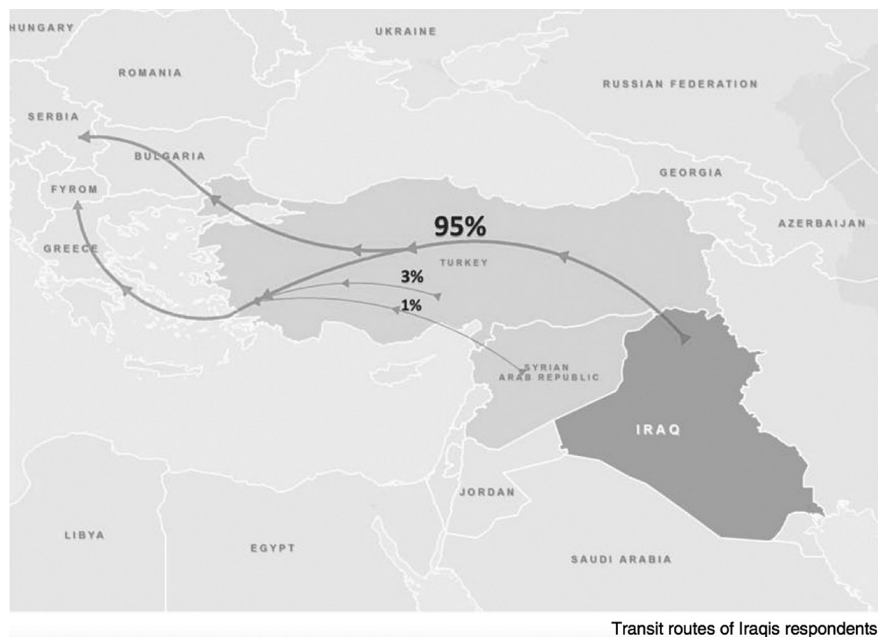 HUNGARY
UKRAINE
ROMANIA
RUSSIAN FEDERATION
SERBIA
BULGARIA
GEORGIA
FYROM
AZERBAIJAN
95%
GREECE
TURKEY
3%
1%
SYRIAN
ARAB REPUBLIC
IRAQ
JORDAN
LIBYA
EGYPT
SAUDI ARABIA
Transit routes of Iraqis respondents